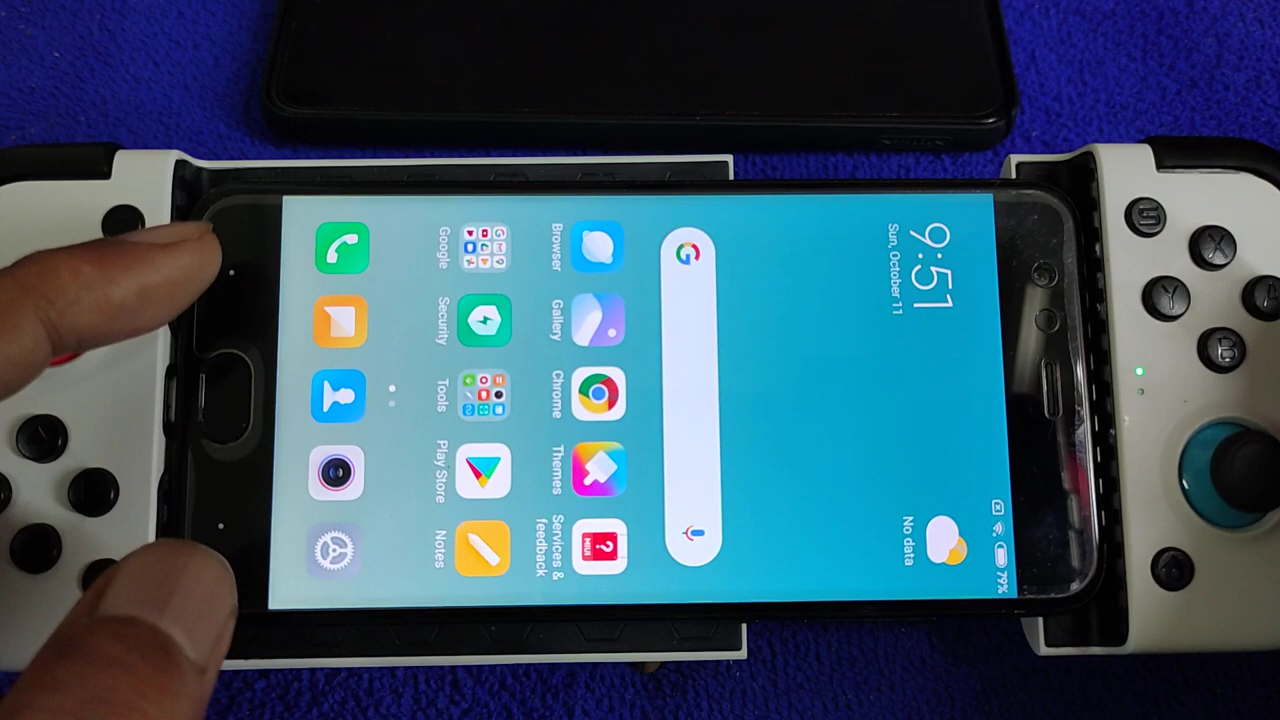 79%
9:51
Sun, October 11
No data
Browser
Gallery
Chrome
Themes
Services &
feedback
MIUI
?
Google
Security
Tools
Play Store
Notes
S
X
Y
A
B